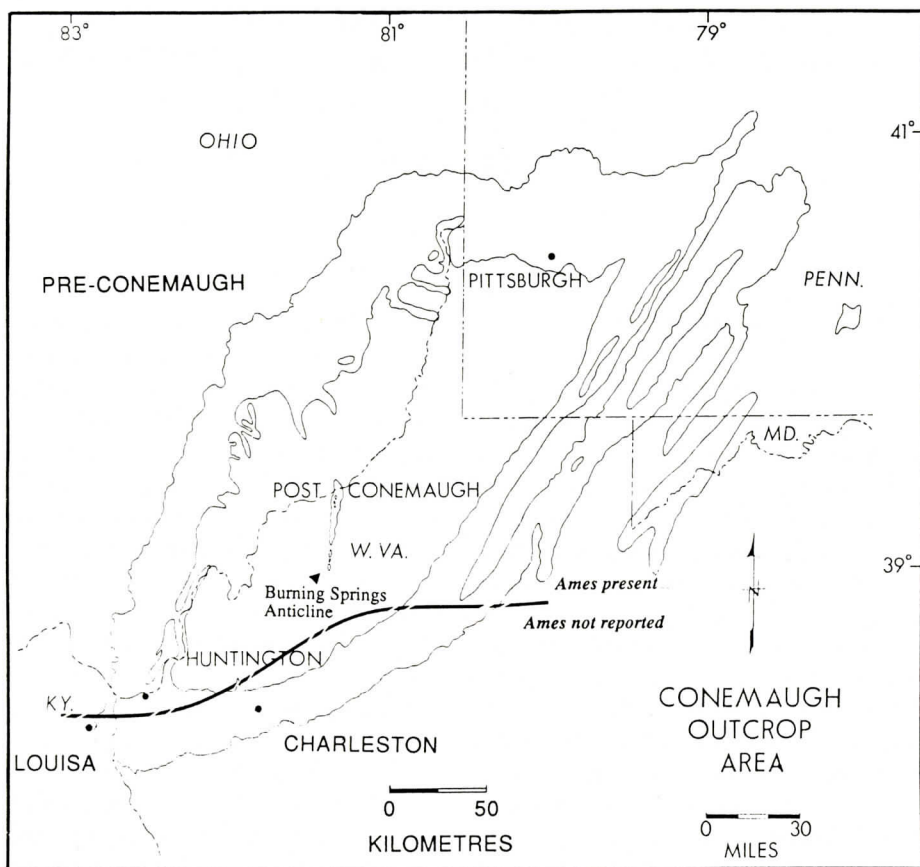 83°
81°
79°
41°
OHIO
PRE-CONEMAUGH
PITTSBURGH
PENN.
MD.
POST CONEMAUGH
W. VA.
39°
Burning Springs
Anticline
Ames present
Ames not reported
N
HUNTINGTON
KY.
CONEMAUGH
OUTCROP
AREA
LOUISA
CHARLESTON
0 50
KILOMETRES
0 30
MILES